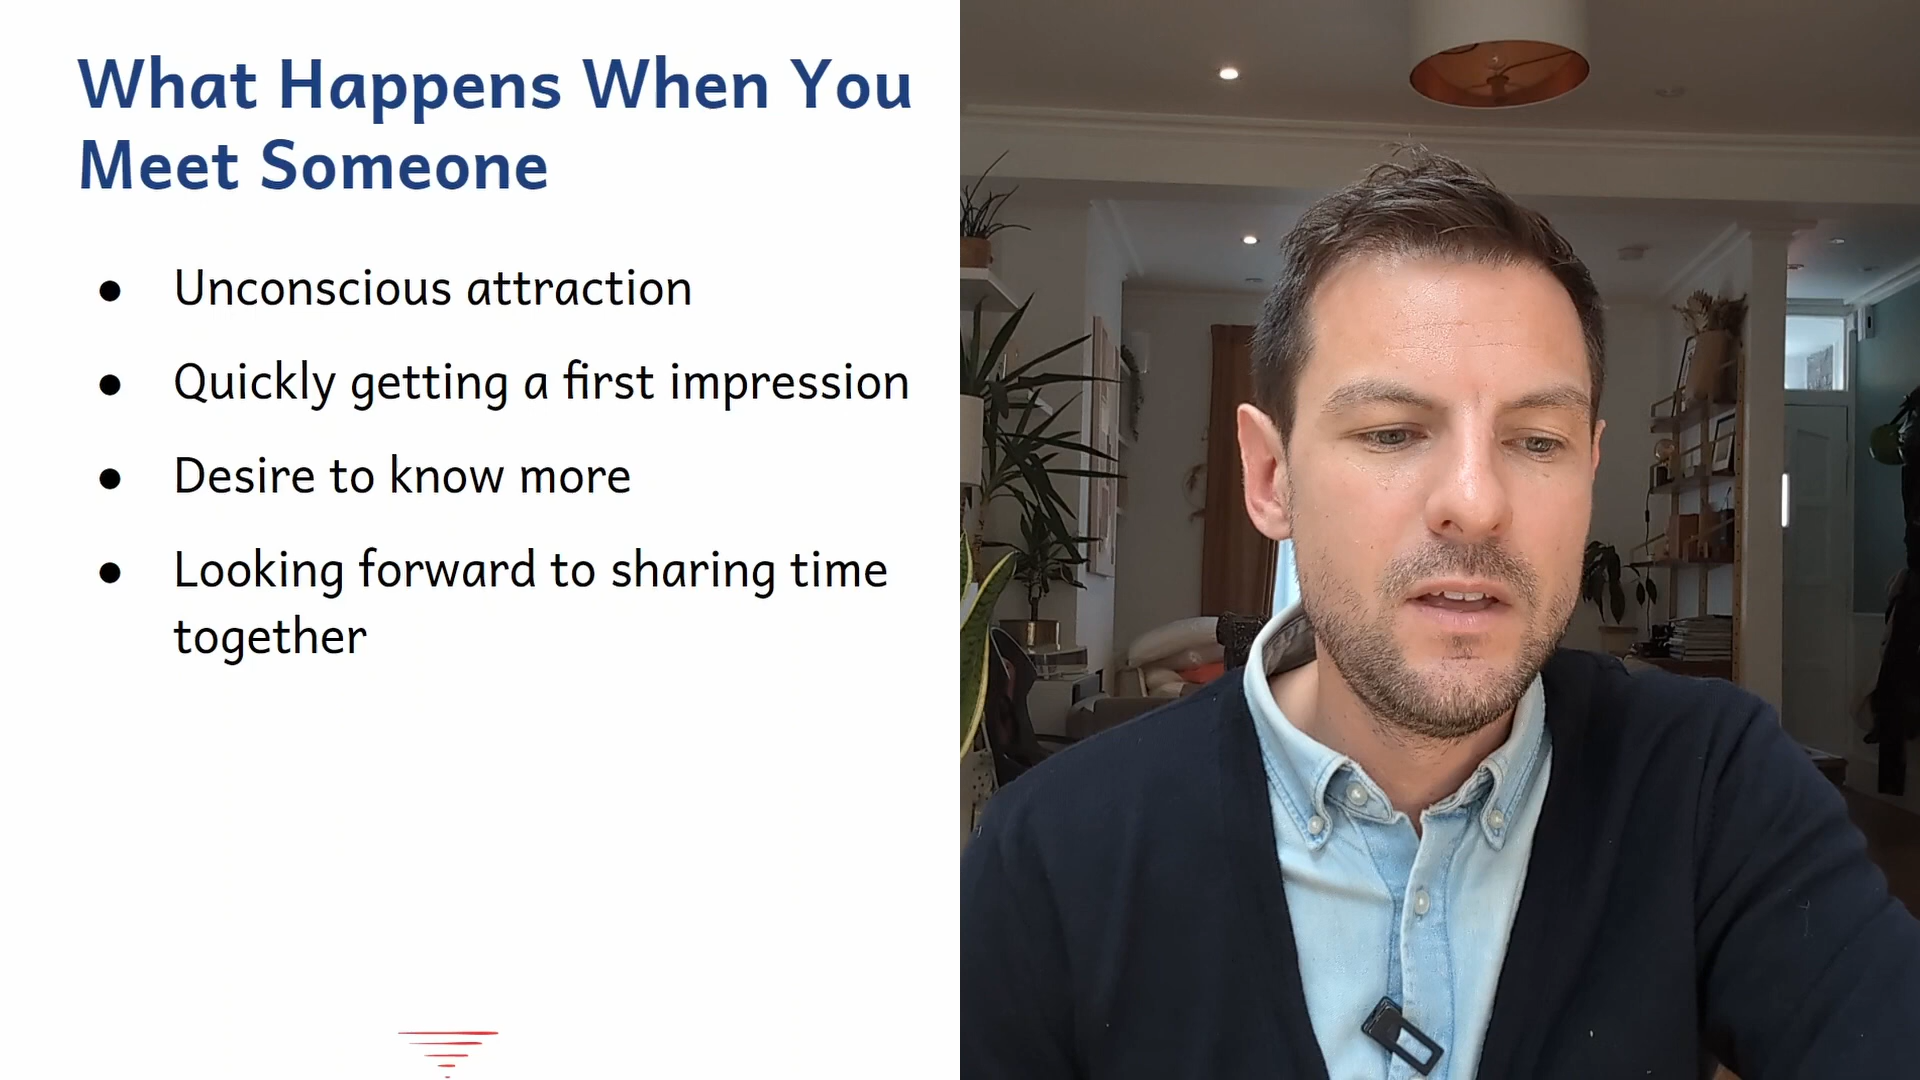 What Happens When You
Meet Someone
● Unconscious attraction
● Quickly getting a first impression
● Desire to know more
● Looking forward to sharing time
together